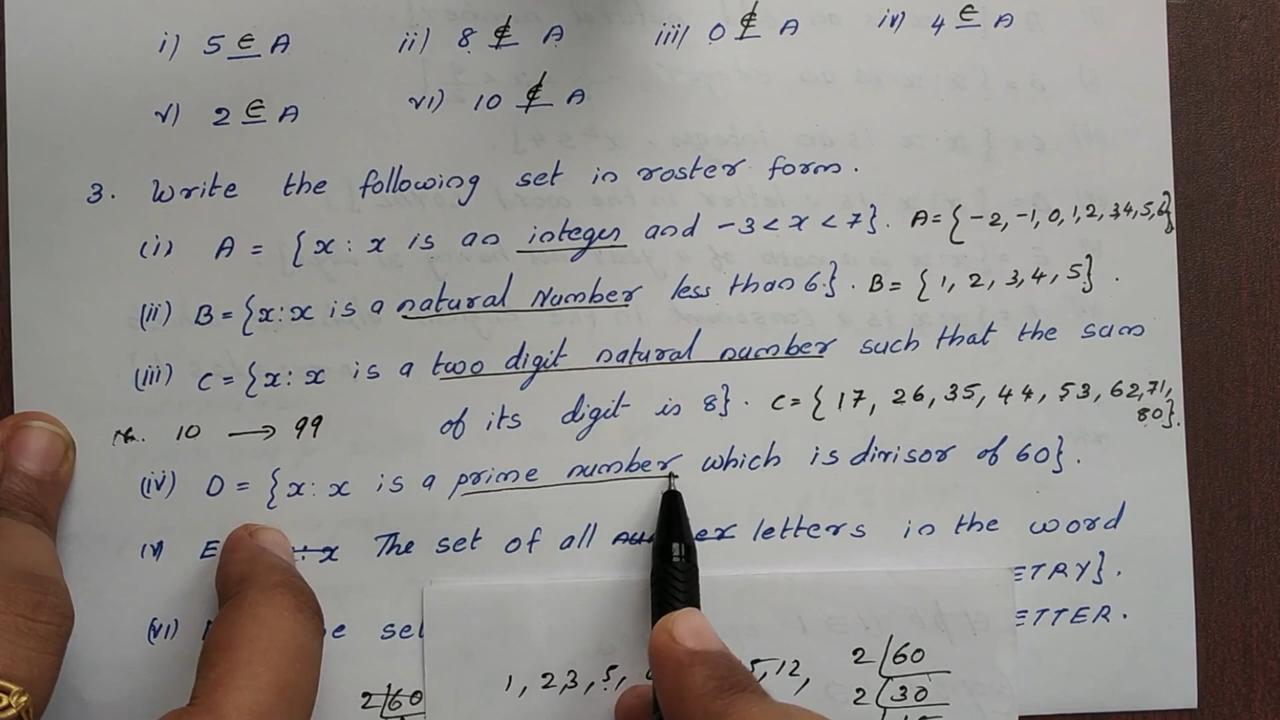 i) 5 ∈ A ii) 8 ∉ A iii) 0 ∉ A iv) 4 ∈ A
v) 2 ∈ A vi) 10 ∉ A
3. Write the following set in roster form.
(i) A = {x : x is an integer and -3 < x < 7}. A = {-2, -1, 0, 1, 2, 3 4, 5, 6}
(ii) B = {x : x is a natural Number less than 6}. B = {1, 2, 3, 4, 5}.
(iii) C = {x : x is a two digit natural number such that the sum
of its digit is 8}. C = {17, 26, 35, 44, 53, 62, 71,
80}.
10 → 99
(iv) D = {x : x is a prime number which is divisor of 60}.
(v) E : x The set of all letters in the word
ETRY}.
(vi) set ETTER.
1, 2, 3, 5, 12, 2 60
2 60 2 30
15